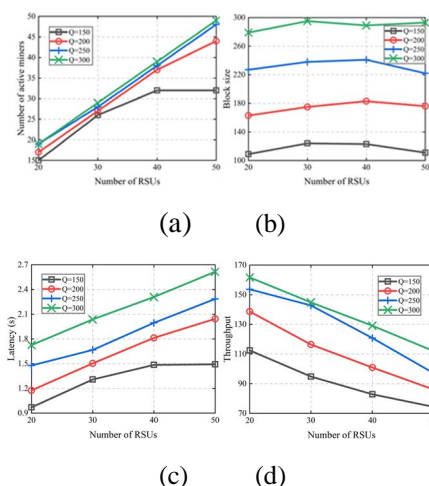 50
45
40
35
30
25
20
15
Number of active miners
Q=150
Q=200
Q=250
Q=300
20 30 40 50
Number of RSUs
(a)
300
260
220
180
140
100
Block size
Q=150
Q=200
Q=250
Q=300
20 30 40 50
Number of RSUs
(b)
2.7
2.4
2.1
1.8
1.5
1.2
0.9
Latency (s)
Q=150
Q=200
Q=250
Q=300
20 30 40 50
Number of RSUs
(c)
170
150
130
110
90
70
Throughput
Q=150
Q=200
Q=250
Q=300
20 30 40
Number of RSUs
(d)